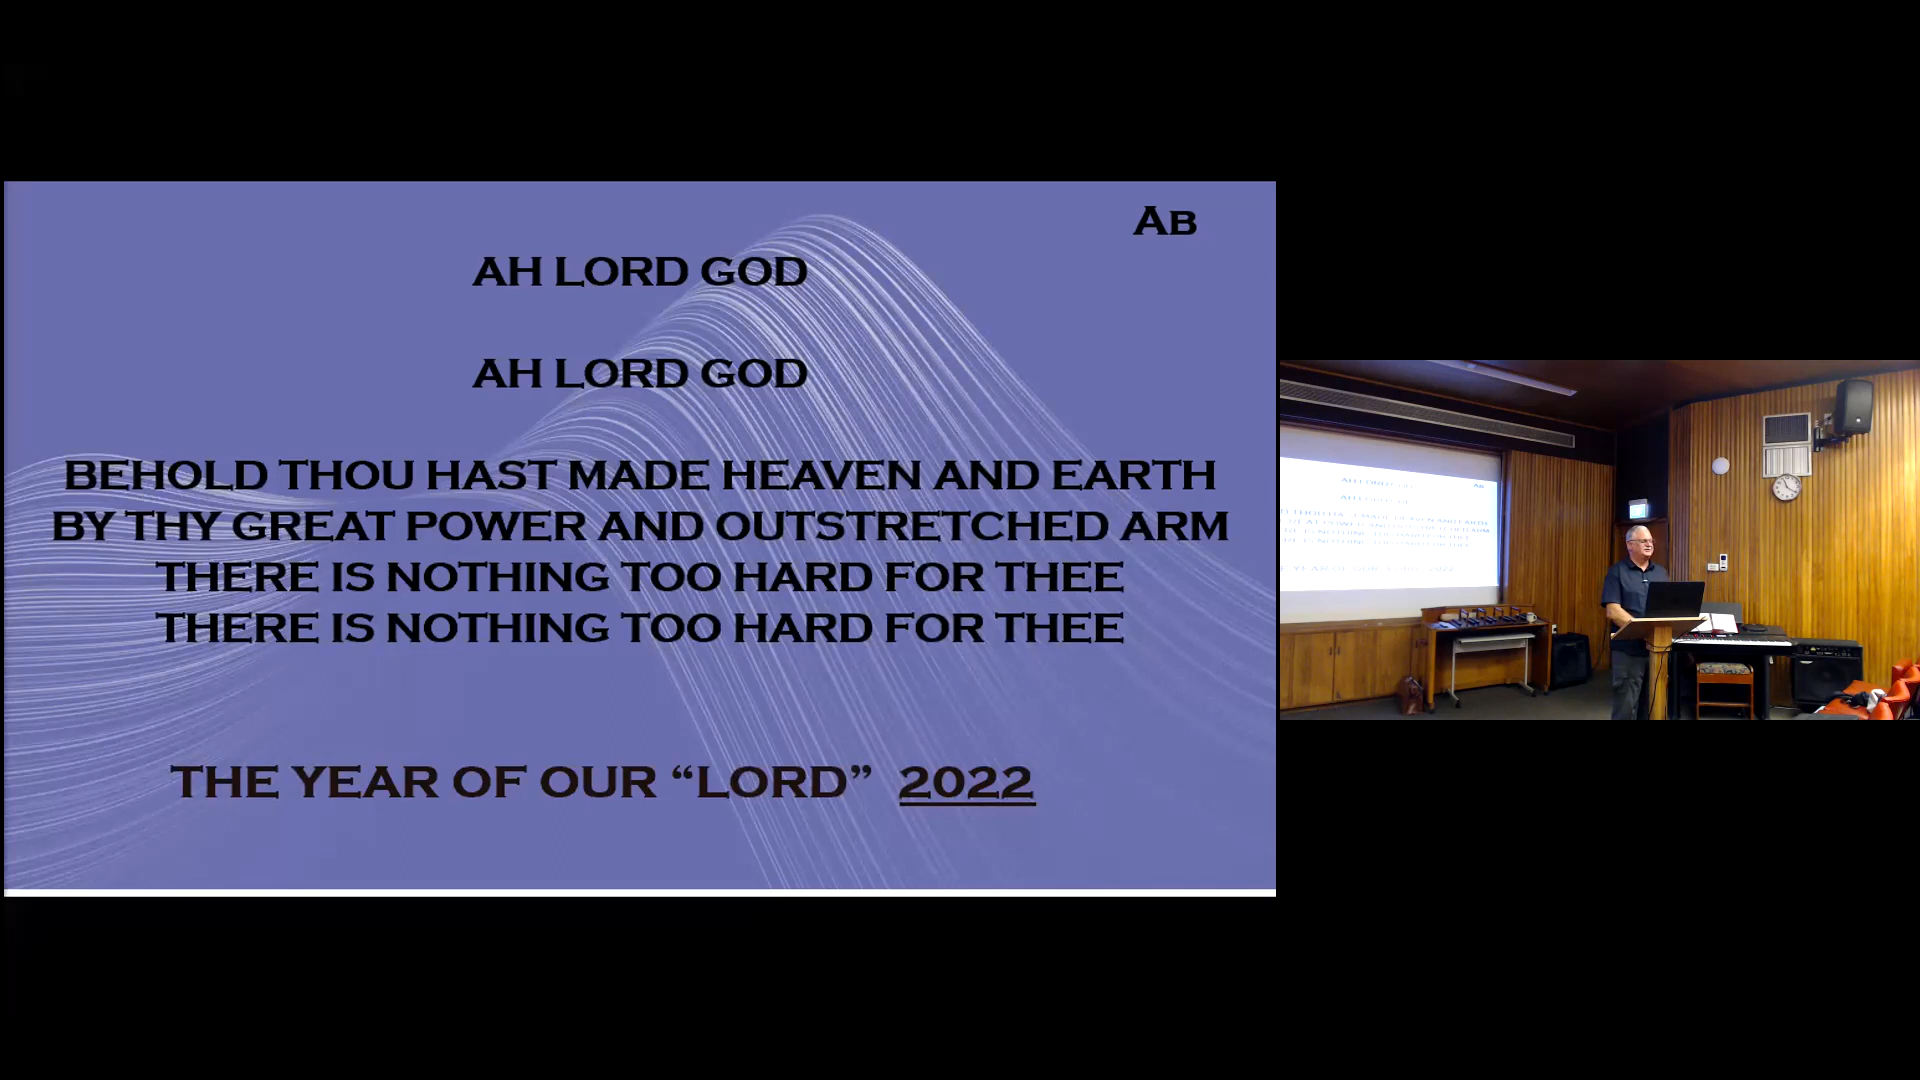 Ab
AH LORD GOD
AH LORD GOD
BEHOLD THOU HAST MADE HEAVEN AND EARTH
BY THY GREAT POWER AND OUTSTRETCHED ARM
THERE IS NOTHING TOO HARD FOR THEE
THERE IS NOTHING TOO HARD FOR THEE
THE YEAR OF OUR “LORD” 2022